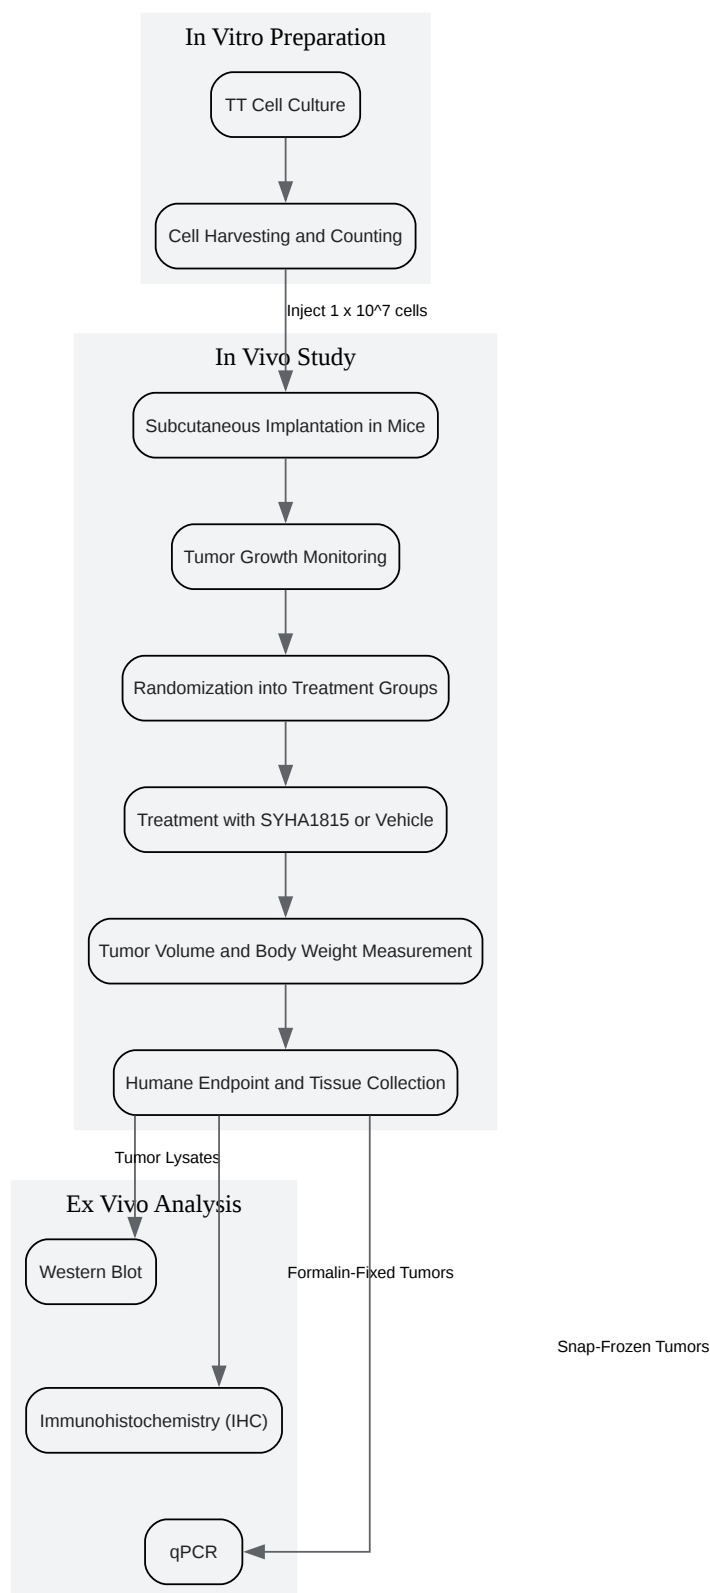 In Vitro Preparation
TT Cell Culture
Cell Harvesting and Counting
Inject 1 x 10^7 cells
In Vivo Study
Subcutaneous Implantation in Mice
Tumor Growth Monitoring
Randomization into Treatment Groups
Treatment with SYHA1815 or Vehicle
Tumor Volume and Body Weight Measurement
Humane Endpoint and Tissue Collection
Tumor Lysates
Ex Vivo Analysis
Western Blot
Formalin-Fixed Tumors
Snap-Frozen Tumors
Immunohistochemistry (IHC)
qPCR